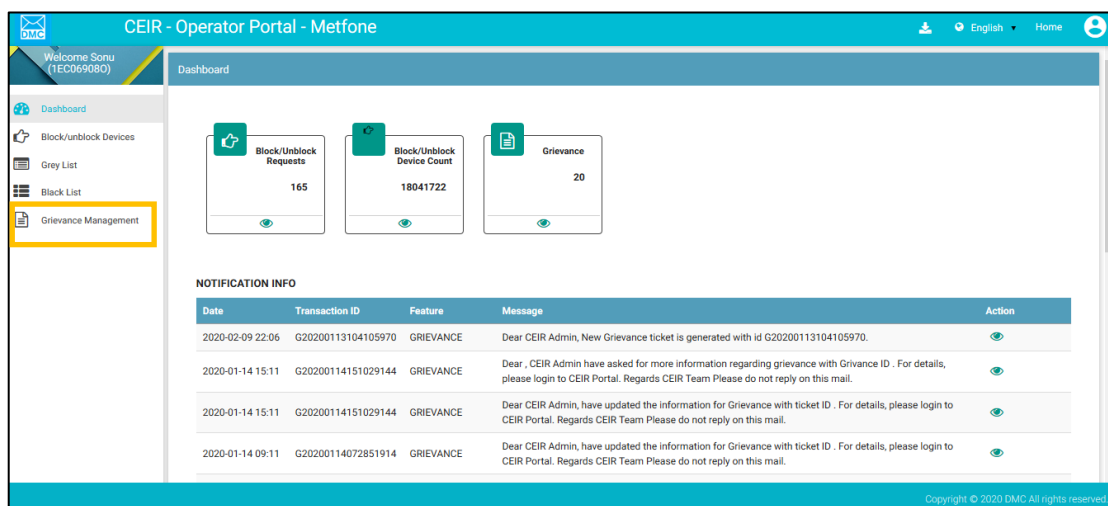 DMC
CEIR - Operator Portal - Metfone
English
Home
Welcome Sonu
(1EC06908O)
Dashboard
Dashboard
Block/unblock Devices
Grey List
Black List
Grievance Management
Block/Unblock
Requests
165
Block/Unblock
Device Count
18041722
Grievance
20
NOTIFICATION INFO
Date Transaction ID Feature Message Action
2020-02-09 22:06 G20200113104105970 GRIEVANCE Dear CEIR Admin, New Grievance ticket is generated with id G20200113104105970.
2020-01-14 15:11 G20200114151029144 GRIEVANCE Dear , CEIR Admin have asked for more information regarding grievance with Grivance ID . For details,
please login to CEIR Portal. Regards CEIR Team Please do not reply on this mail.
2020-01-14 15:11 G20200114151029144 GRIEVANCE Dear CEIR Admin, have updated the information for Grievance with ticket ID . For details, please login to
CEIR Portal. Regards CEIR Team Please do not reply on this mail.
2020-01-14 09:11 G20200114072851914 GRIEVANCE Dear CEIR Admin, have updated the information for Grievance with ticket ID . For details, please login to
CEIR Portal. Regards CEIR Team Please do not reply on this mail.
Copyright © 2020 DMC All rights reserved.